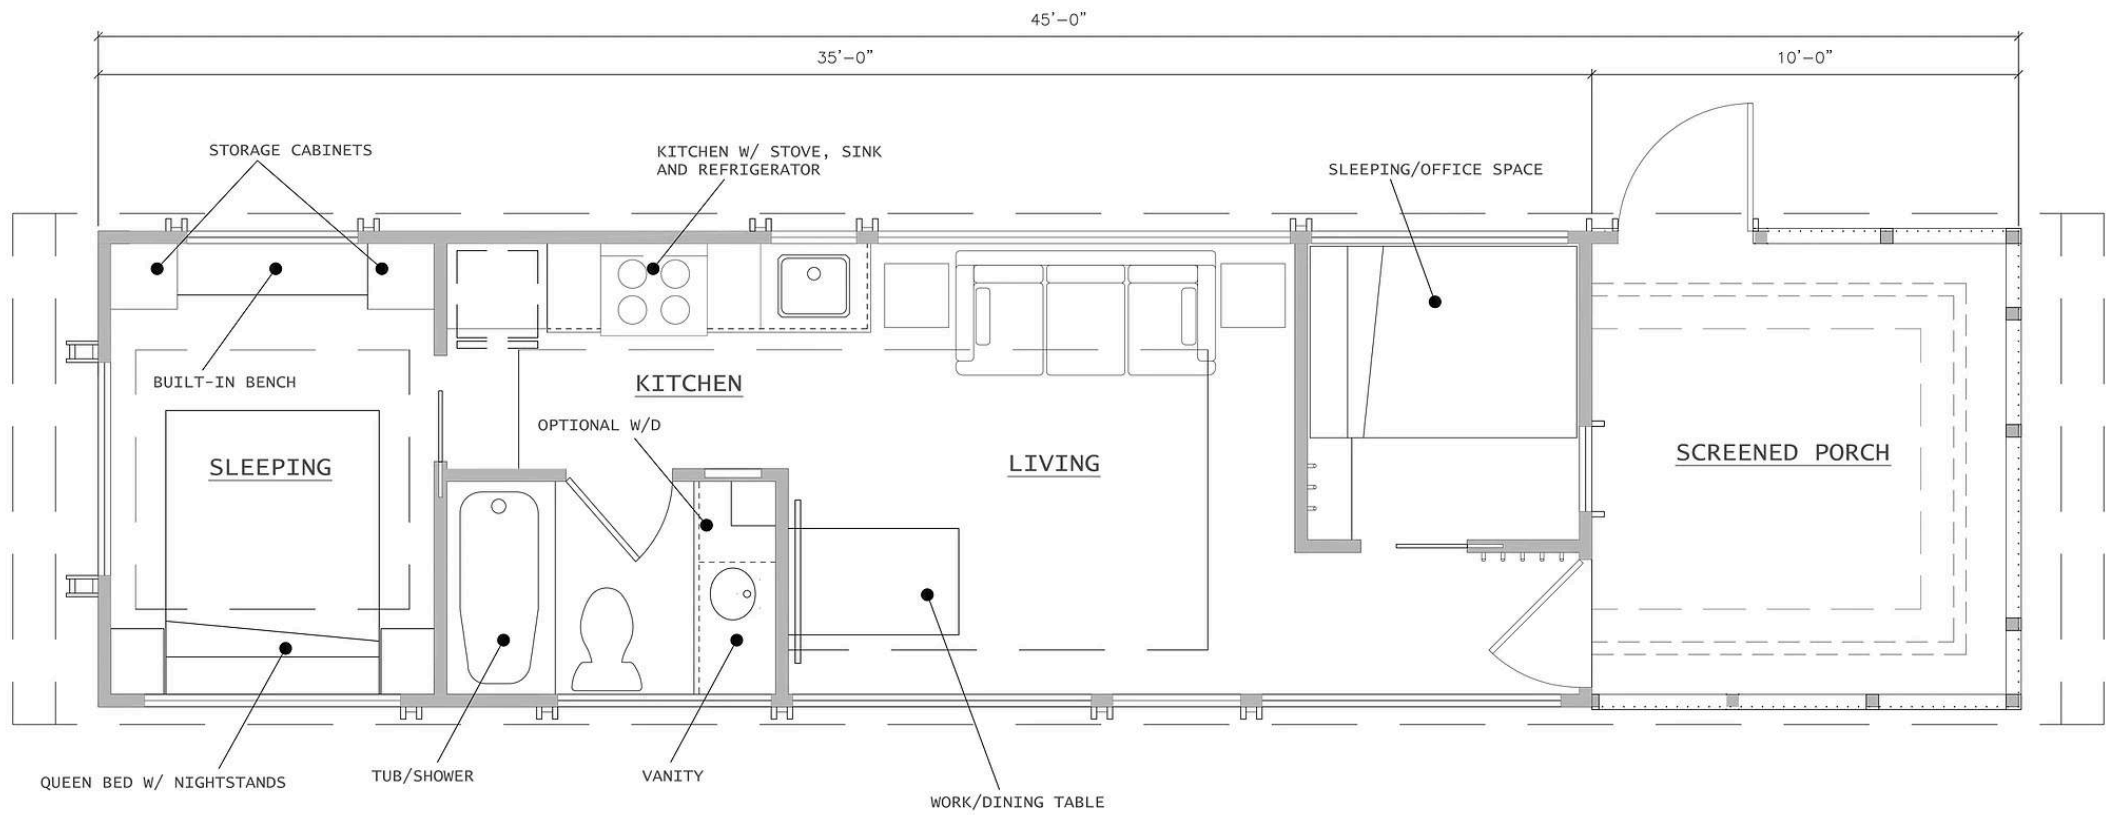 45'-0"
35'-0"
10'-0"
STORAGE CABINETS
KITCHEN W/ STOVE, SINK
AND REFRIGERATOR
SLEEPING/OFFICE SPACE
BUILT-IN BENCH
KITCHEN
OPTIONAL W/D
SLEEPING
LIVING
SCREENED PORCH
QUEEN BED W/ NIGHTSTANDS
TUB/SHOWER
VANITY
WORK/DINING TABLE